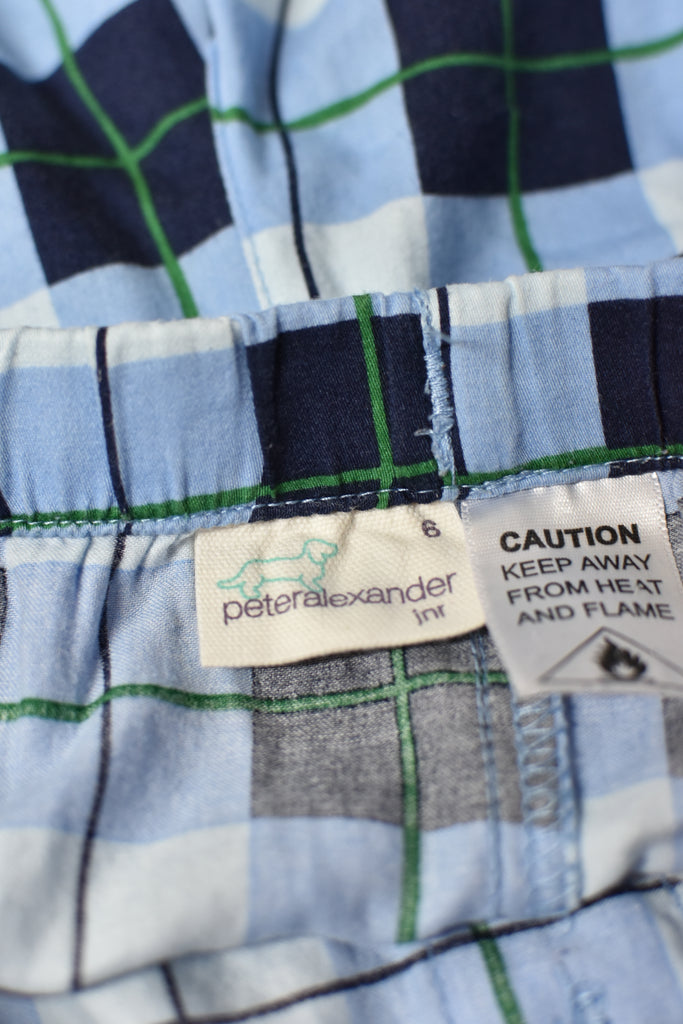 6
peteralexander
jnr
CAUTION
KEEP AWAY
FROM HEAT
AND FLAME